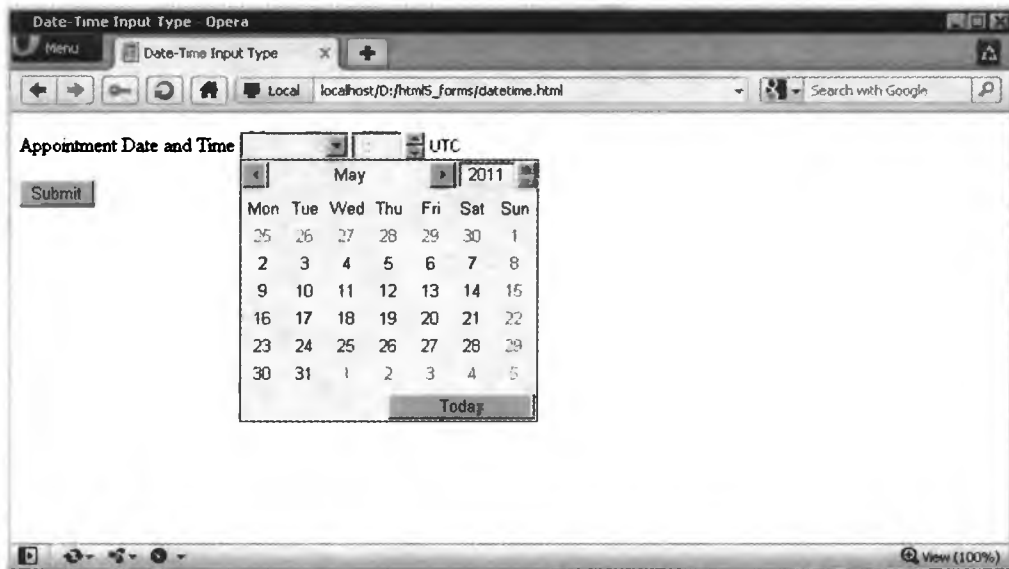 Date-Time Input Type - Opera
Menu
Date-Time Input Type
Local localhost/D:/html5_forms/datetime.html
Search with Google
Appointment Date and Time
UTC
Submit
May 2011
Mon Tue Wed Thu Fri Sat Sun
25 26 27 28 29 30 1
2 3 4 5 6 7 8
9 10 11 12 13 14 15
16 17 18 19 20 21 22
23 24 25 26 27 28 29
30 31 1 2 3 4 5
Today
View (100%)